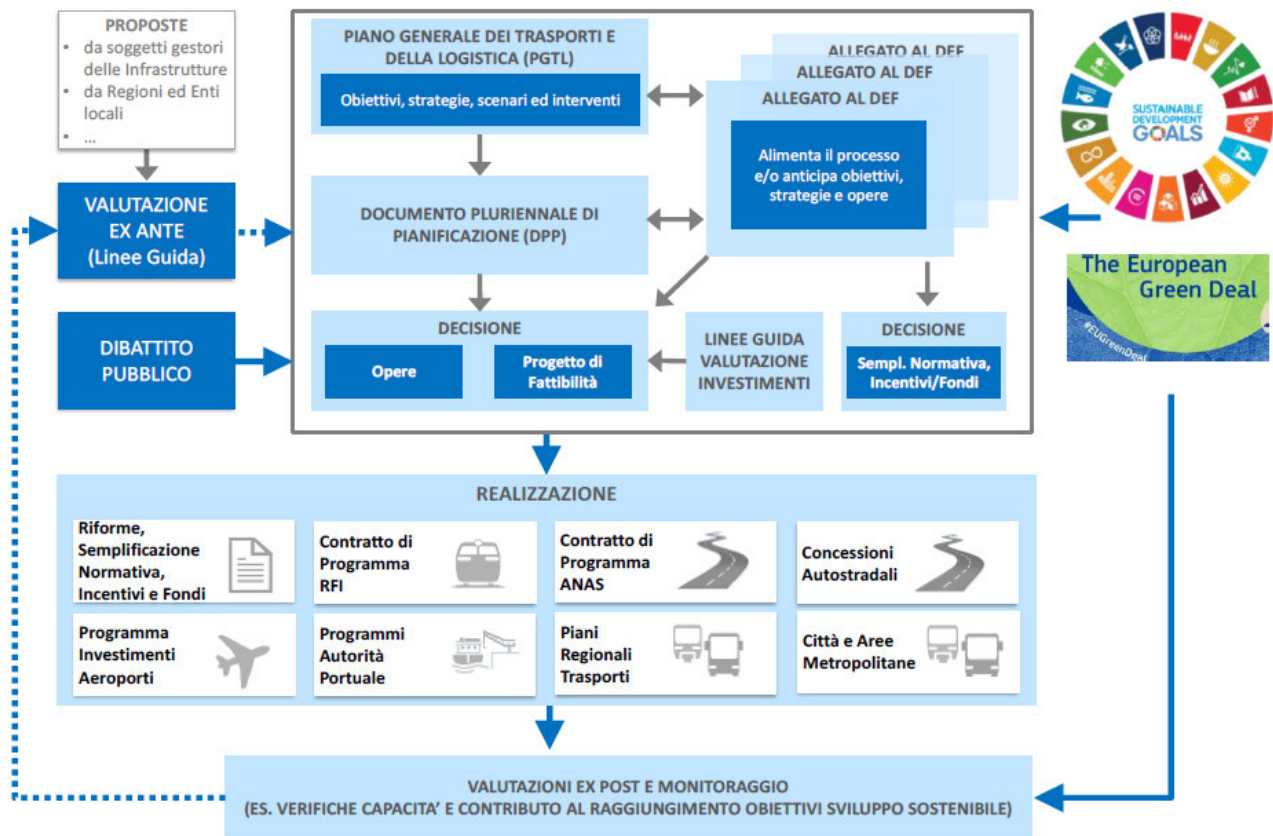 PROPOSTE
• da soggetti gestori
delle Infrastrutture
• da Regioni ed Enti
locali
• ...
VALUTAZIONE
EX ANTE
(Linee Guida)
DIBATTITO
PUBBLICO
PIANO GENERALE DEI TRASPORTI E
DELLA LOGISTICA (PGTL)
Obiettivi, strategie, scenari ed interventi
ALLEGATO AL DEF
ALLEGATO AL DEF
ALLEGATO AL DEF
Alimenta il processo
e/o anticipa obiettivi,
strategie e opere
DOCUMENTO PLURIENNALE DI
PIANIFICAZIONE (DPP)
DECISIONE
Opere
Progetto di
Fattibilità
LINEE GUIDA
VALUTAZIONE
INVESTIMENTI
DECISIONE
Sempl. Normativa,
Incentivi/Fondi
SUSTAINABLE
DEVELOPMENT
GOALS
The European
Green Deal
#EUGreenDeal
REALIZZAZIONE
Riforme,
Semplificazione
Normativa,
Incentivi e Fondi
Contratto di
Programma
RFI
Contratto di
Programma
ANAS
Concessioni
Autostradali
Programma
Investimenti
Aeroporti
Programmi
Autorità
Portuale
Piani
Regionali
Trasporti
Città e Aree
Metropolitane
VALUTAZIONI EX POST E MONITORAGGIO
(ES. VERIFICHE CAPACITA’ E CONTRIBUTO AL RAGGIUNGIMENTO OBIETTIVI SVILUPPO SOSTENIBILE)